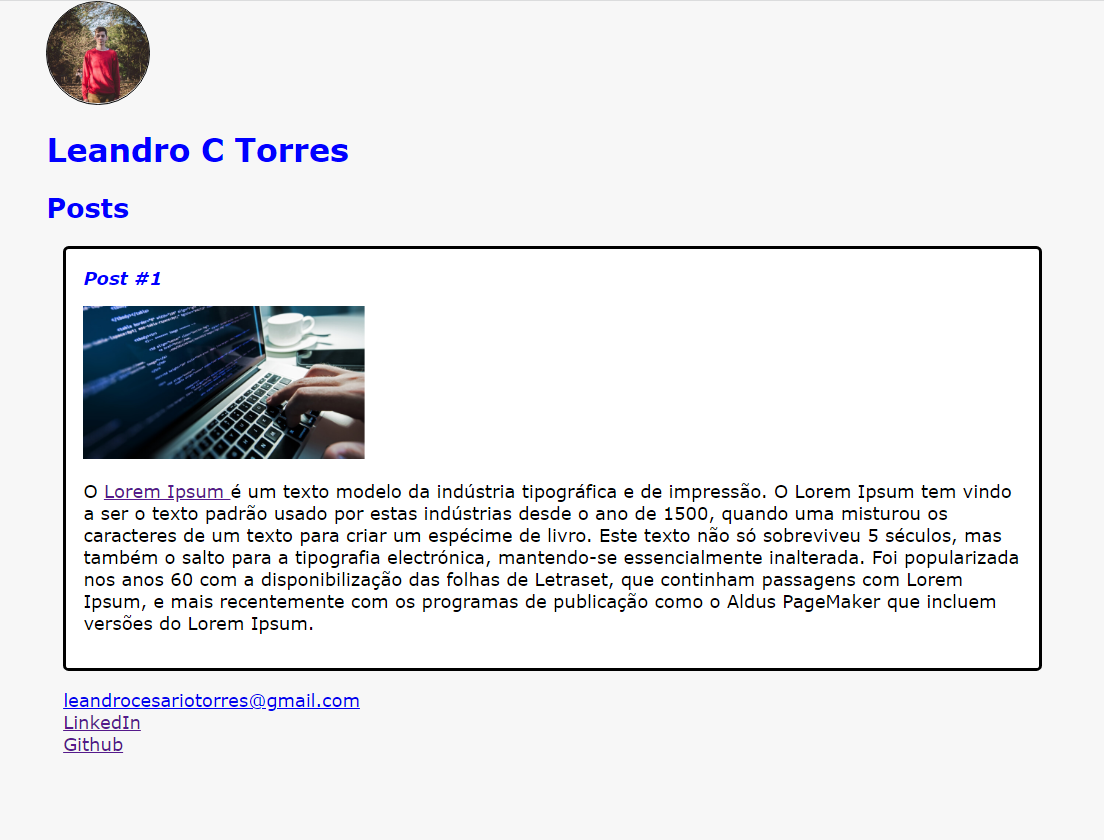 Leandro C Torres
Posts
Post #1
O Lorem Ipsum é um texto modelo da indústria tipográfica e de impressão. O Lorem Ipsum tem vindo
a ser o texto padrão usado por estas indústrias desde o ano de 1500, quando uma misturou os
caracteres de um texto para criar um espécime de livro. Este texto não só sobreviveu 5 séculos, mas
também o salto para a tipografia electrónica, mantendo-se essencialmente inalterada. Foi popularizada
nos anos 60 com a disponibilização das folhas de Letraset, que continham passagens com Lorem
Ipsum, e mais recentemente com os programas de publicação como o Aldus PageMaker que incluem
versões do Lorem Ipsum.
leandrocesariotorres@gmail.com
LinkedIn
Github